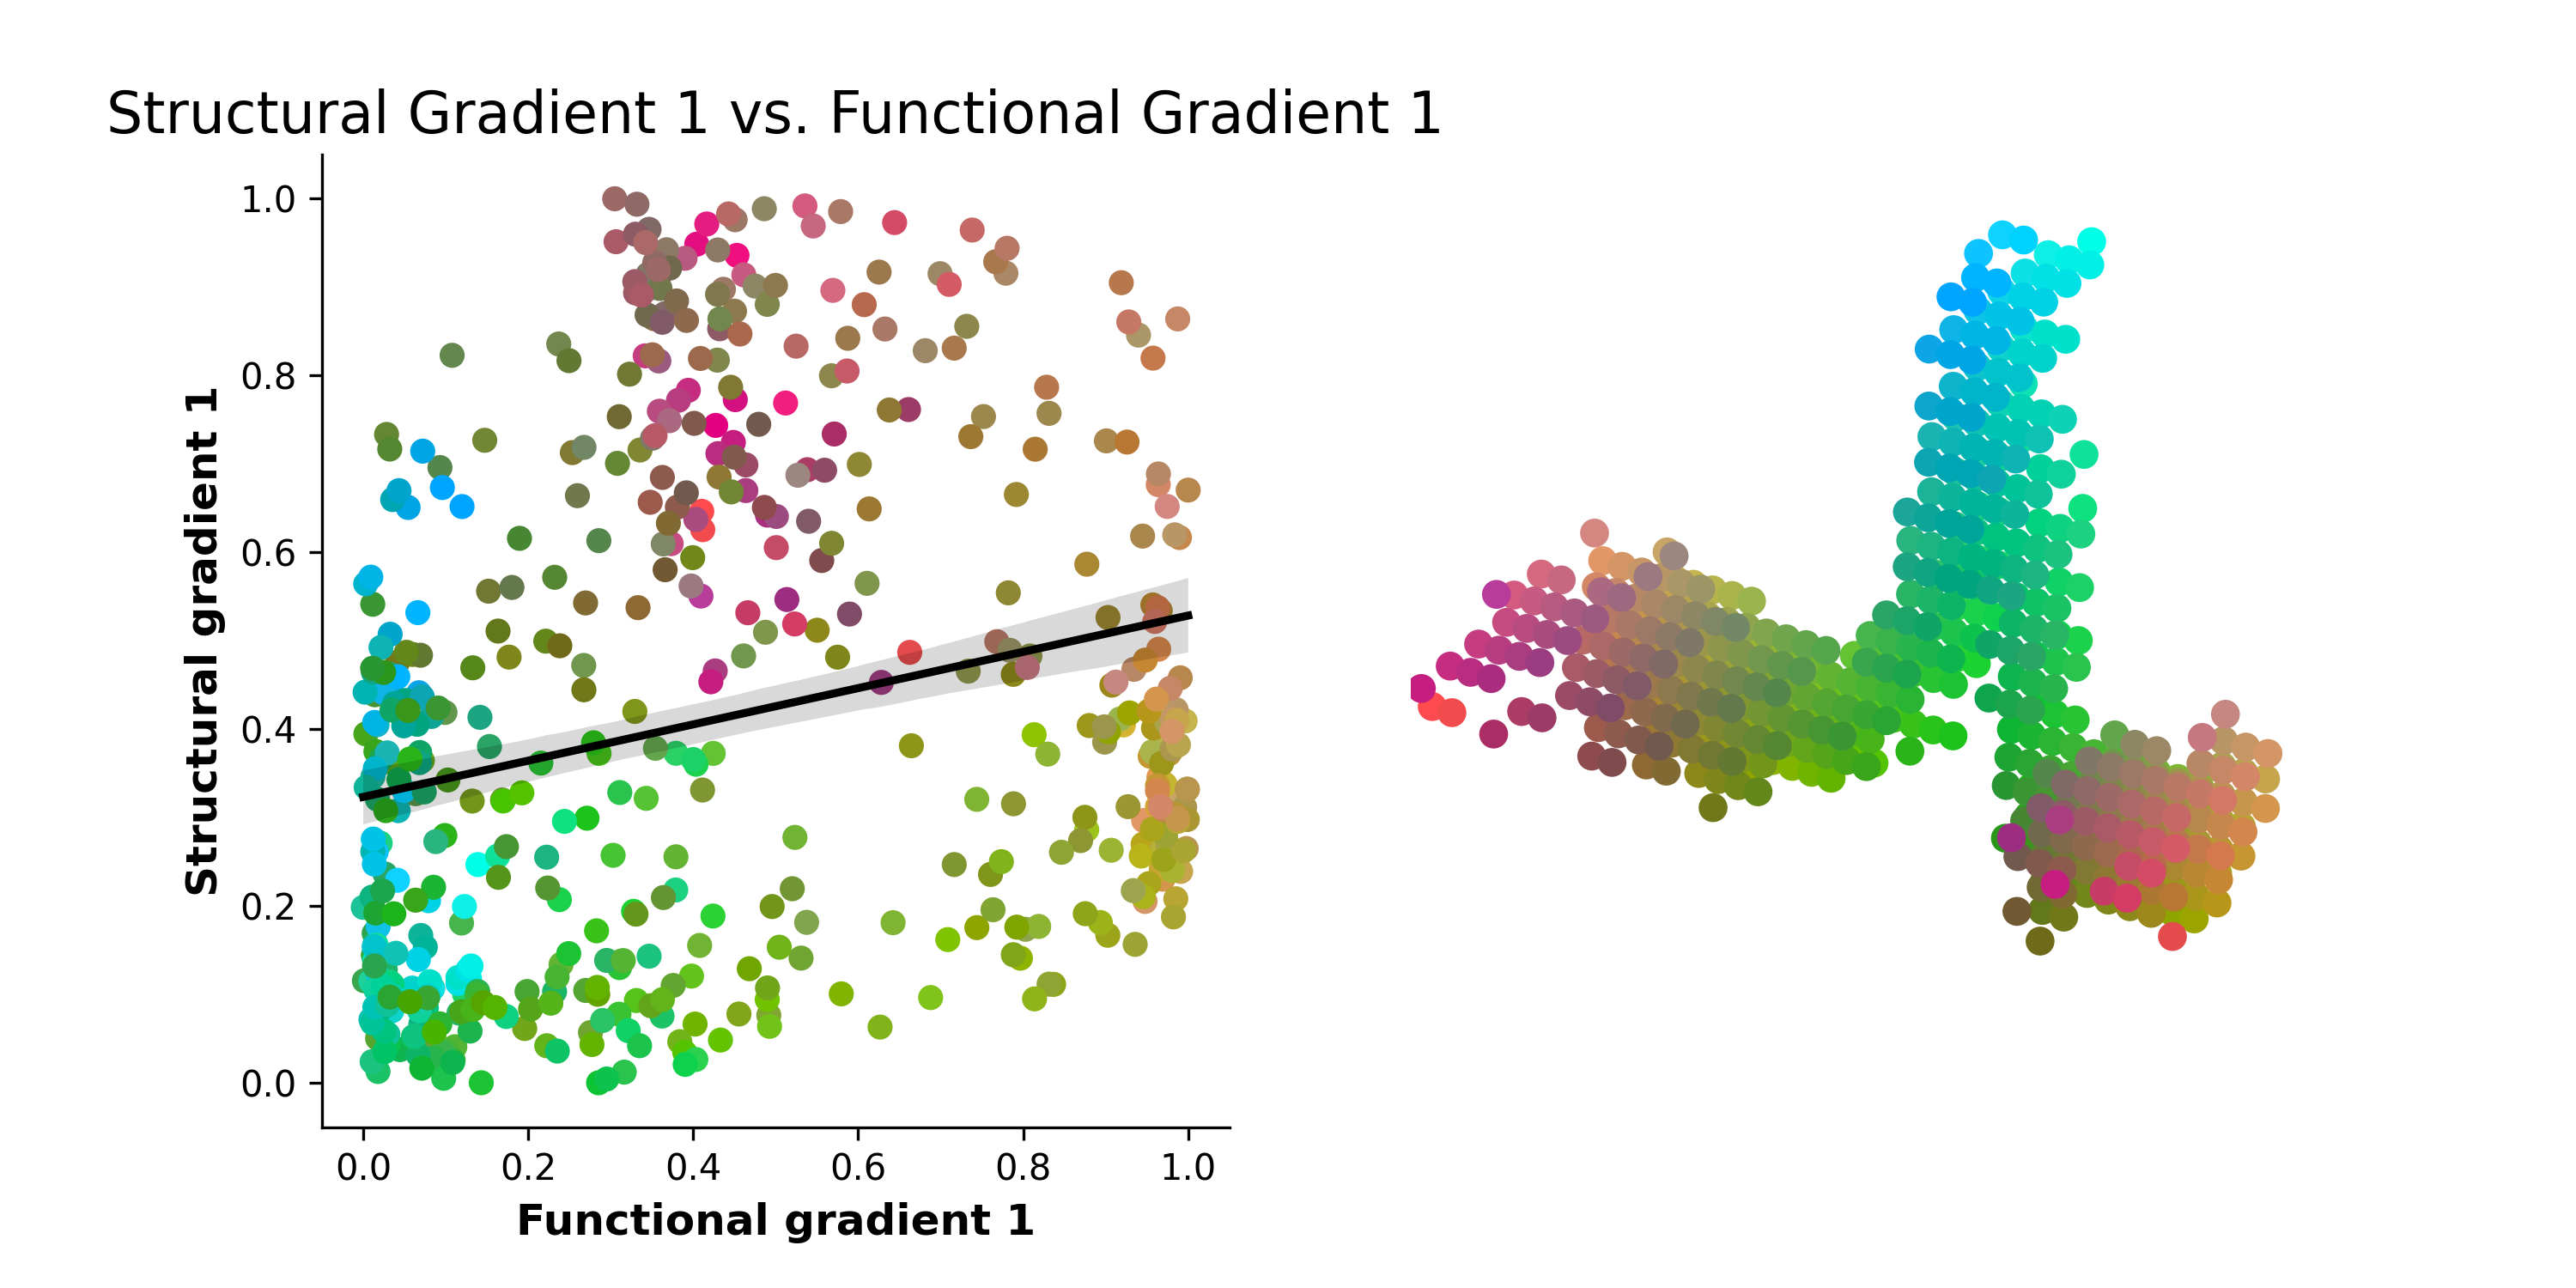 Structural Gradient 1 vs. Functional Gradient 1
Structural gradient 1
1.0
0.8
0.6
0.4
0.2
0.0
0.0 0.2 0.4 0.6 0.8 1.0
Functional gradient 1